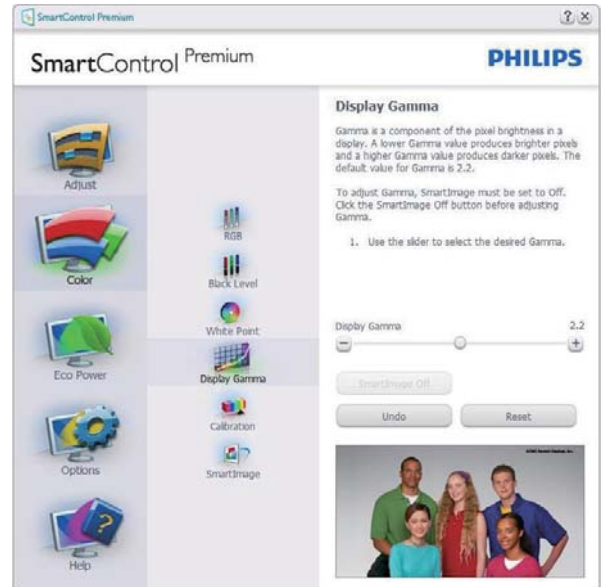 SmartControl Premium
SmartControl Premium
PHILIPS
Adjust
Color
Eco Power
Options
Help
RGB
Black Level
White Point
Display Gamma
Calibration
SmartImage
Display Gamma
Gamma is a component of the pixel brightness in a
display. A lower Gamma value produces brighter pixels
and a higher Gamma value produces darker pixels. The
default value for Gamma is 2.2.
To adjust Gamma, SmartImage must be set to Off.
Click the SmartImage Off button before adjusting
Gamma.
1. Use the slider to select the desired Gamma.
Display Gamma 2.2
SmartImage Off
Undo Reset